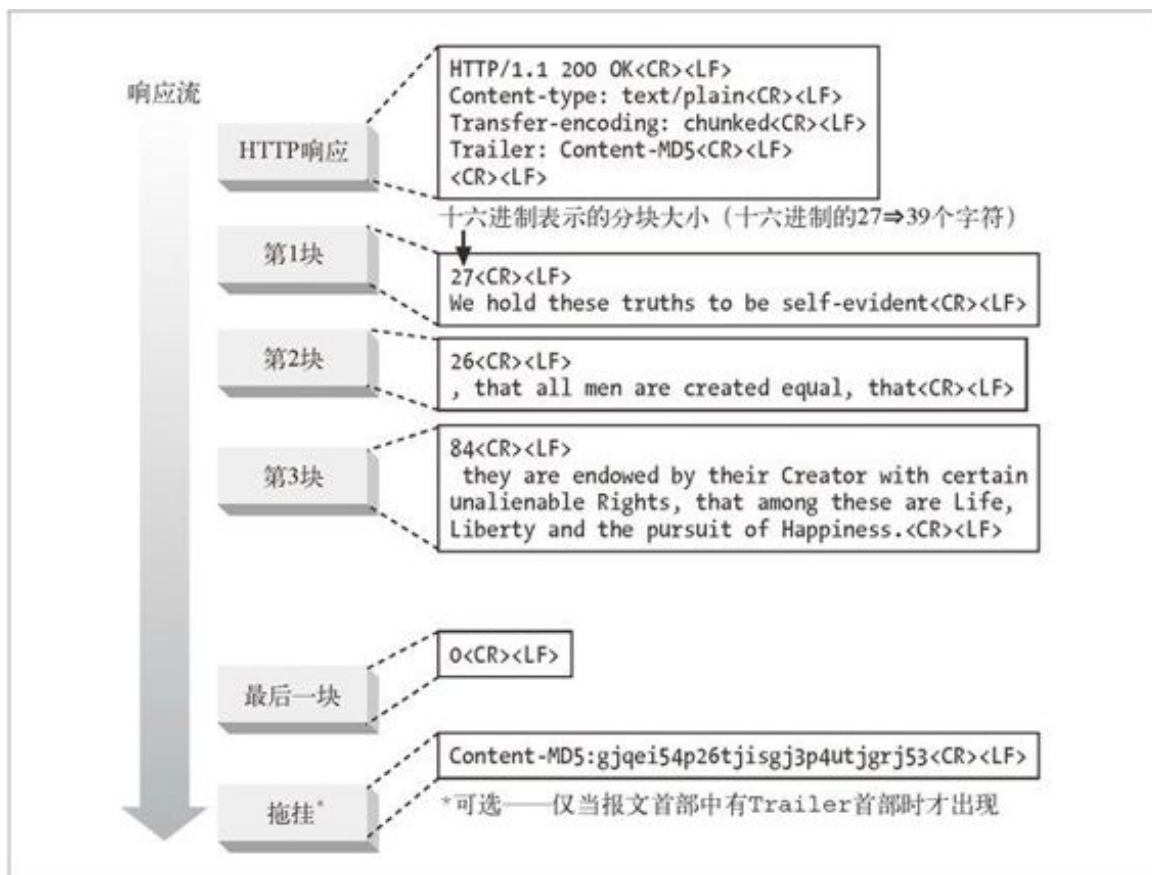 响应流
HTTP响应
HTTP/1.1 200 OK<CR><LF>
Content-type: text/plain<CR><LF>
Transfer-encoding: chunked<CR><LF>
Trailer: Content-MD5<CR><LF>
<CR><LF>
十六进制表示的分块大小（十六进制的27⇒39个字符）
第1块
27<CR><LF>
We hold these truths to be self-evident<CR><LF>
第2块
26<CR><LF>
, that all men are created equal, that<CR><LF>
第3块
84<CR><LF>
they are endowed by their Creator with certain
unalienable Rights, that among these are Life,
Liberty and the pursuit of Happiness.<CR><LF>
最后一块
0<CR><LF>
拖挂*
Content-MD5:gjqei54p26tjisgj3p4utjgrj53<CR><LF>
*可选——仅当报文首部中有Trailer首部时才出现